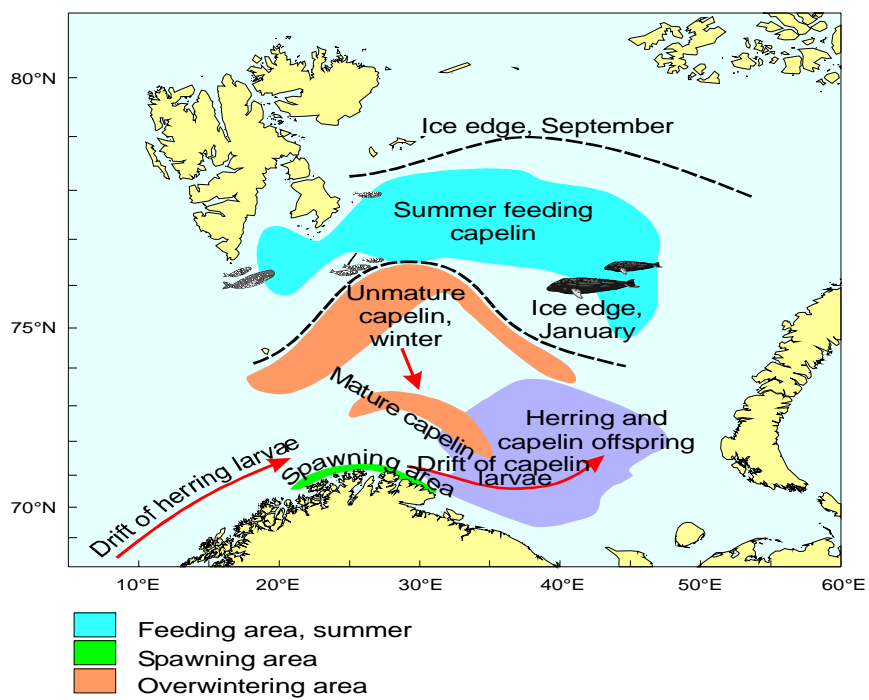 80°N
75°N
70°N
Ice edge, September
Summer feeding
capelin
Unmature
capelin,
winter
Ice edge,
January
Mature capelin
Herring and
capelin offspring
Drift of capelin
larvae
Spawning area
Drift of herring larvae
10°E
20°E
30°E
40°E
50°E
60°E
Feeding area, summer
Spawning area
Overwintering area